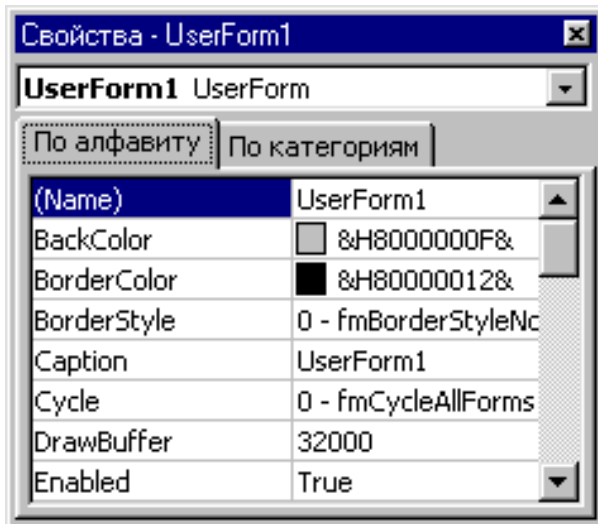 Свойства - UserForm1
UserForm1 UserForm
По алфавиту По категориям
(Name) UserForm1
BackColor &H8000000F&
BorderColor &H80000012&
BorderStyle 0 - fmBorderStyleNo
Caption UserForm1
Cycle 0 - fmCycleAllForms
DrawBuffer 32000
Enabled True